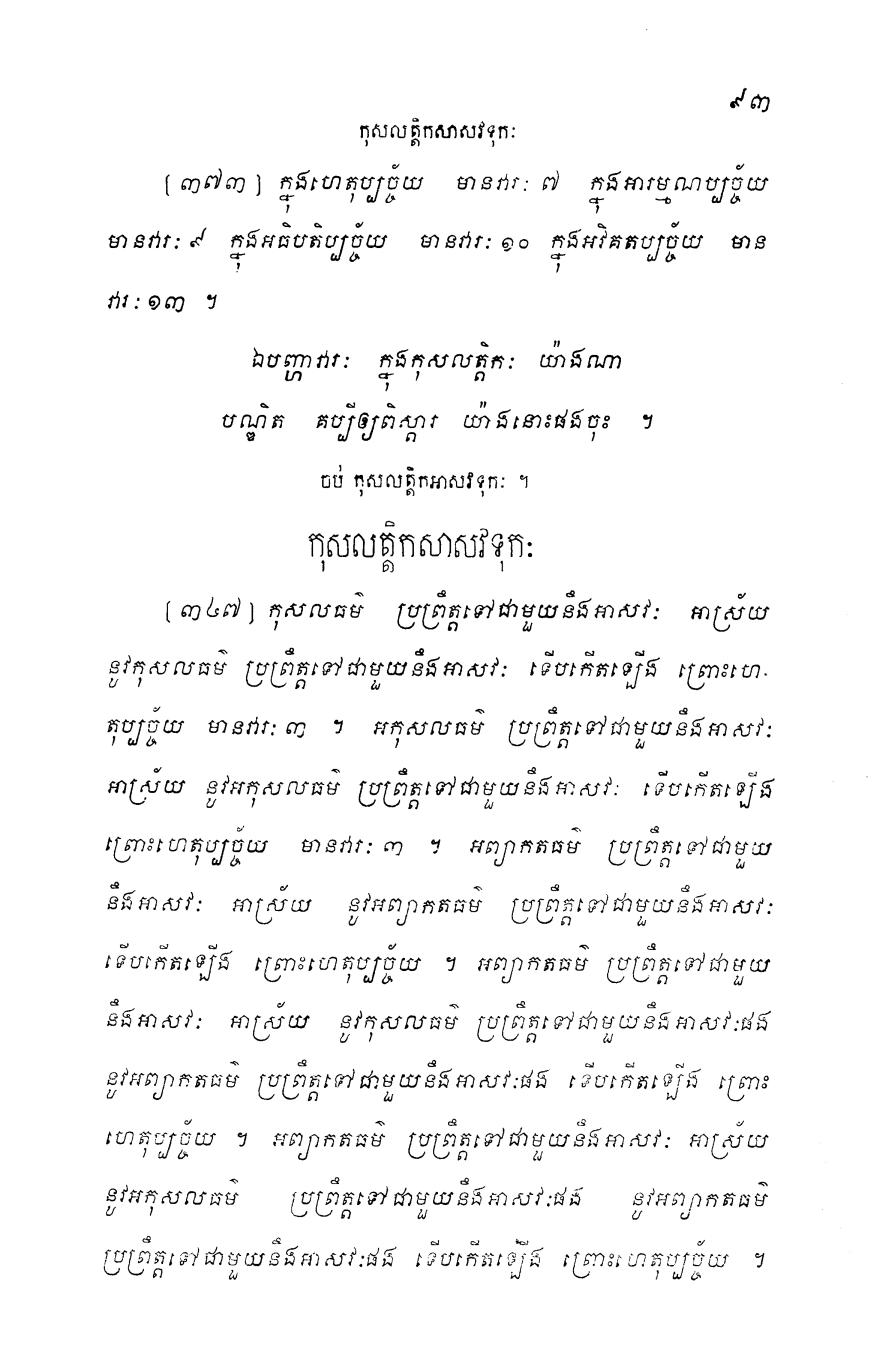 ៩៣
កុសលត្តិកសាសវទុកៈ
[ ៣៧៣ ] ក្នុងហេតុប្បច្ច័យ មានវារៈ ៧ ក្នុងអារម្មណប្បច្ច័យ
មានវារៈ ៩ ក្នុងអធិបតិប្បច្ច័យ មានវារៈ ១០ ក្នុងអវិគតប្បច្ច័យ មាន
វារៈ ១៣ ។
ឯបញ្ហាវារៈ ក្នុងកុសលត្តិកៈ យ៉ាងណា
បណ្ឌិត គប្បីឲ្យពិស្តារ យ៉ាងនោះផងចុះ ។
ចប់ កុសលត្តិកអាសវទុកៈ ។
កុសលត្តិកសាសវទុកៈ
[ ៣៤៧ ] កុសលធម៌ ប្រព្រឹត្តទៅជាមួយនឹងអាសវៈ អាស្រ័យ
នូវកុសលធម៌ ប្រព្រឹត្តទៅជាមួយនឹងអាសវៈ ទើបកើតឡើង ព្រោះហេ-
តុប្បច្ច័យ មានវារៈ ៣ ។ អកុសលធម៌ ប្រព្រឹត្តទៅជាមួយនឹងអាសវៈ
អាស្រ័យ នូវអកុសលធម៌ ប្រព្រឹត្តទៅជាមួយនឹងអាសវៈ ទើបកើតឡើង
ព្រោះហេតុប្បច្ច័យ មានវារៈ ៣ ។ អព្យាកតធម៌ ប្រព្រឹត្តទៅជាមួយ
នឹងអាសវៈ អាស្រ័យ នូវអព្យាកតធម៌ ប្រព្រឹត្តទៅជាមួយនឹងអាសវៈ
ទើបកើតឡើង ព្រោះហេតុប្បច្ច័យ ។ អព្យាកតធម៌ ប្រព្រឹត្តទៅជាមួយ
នឹងអាសវៈ អាស្រ័យ នូវកុសលធម៌ ប្រព្រឹត្តទៅជាមួយនឹងអាសវៈផង
នូវអព្យាកតធម៌ ប្រព្រឹត្តទៅជាមួយនឹងអាសវៈផង ទើបកើតឡើង ព្រោះ
ហេតុប្បច្ច័យ ។ អព្យាកតធម៌ ប្រព្រឹត្តទៅជាមួយនឹងអាសវៈ អាស្រ័យ
នូវអកុសលធម៌ ប្រព្រឹត្តទៅជាមួយនឹងអាសវៈផង នូវអព្យាកតធម៌
ប្រព្រឹត្តទៅជាមួយនឹងអាសវៈផង ទើបកើតឡើង ព្រោះហេតុប្បច្ច័យ ។